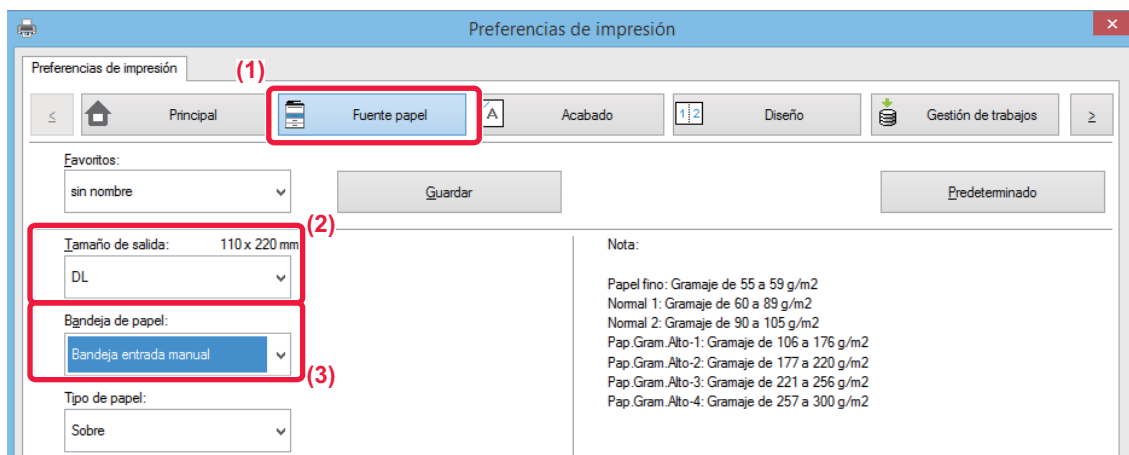 Preferencias de impresión
Preferencias de impresión
(1)
<
Principal
Fuente papel
A
Acabado
1 2
Diseño
Gestión de trabajos
>
Favoritos:
sin nombre
Guardar
Predeterminado
(2)
Tamaño de salida: 110 x 220 mm
DL
Bandeja de papel:
Bandeja entrada manual
(3)
Tipo de papel:
Sobre
Nota:
Papel fino: Gramaje de 55 a 59 g/m2
Normal 1: Gramaje de 60 a 89 g/m2
Normal 2: Gramaje de 90 a 105 g/m2
Pap.Gram.Alto-1: Gramaje de 106 a 176 g/m2
Pap.Gram.Alto-2: Gramaje de 177 a 220 g/m2
Pap.Gram.Alto-3: Gramaje de 221 a 256 g/m2
Pap.Gram.Alto-4: Gramaje de 257 a 300 g/m2